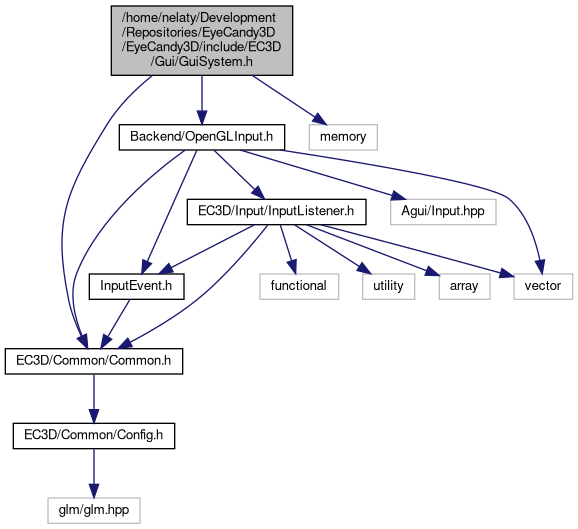 /home/nelaty/Development
/Repositories/EyeCandy3D
/EyeCandy3D/include/EC3D
/Gui/GuiSystem.h
Backend/OpenGLInput.h
memory
EC3D/Input/InputListener.h
Agui/Input.hpp
InputEvent.h
functional
utility
array
vector
EC3D/Common/Common.h
EC3D/Common/Config.h
glm/glm.hpp